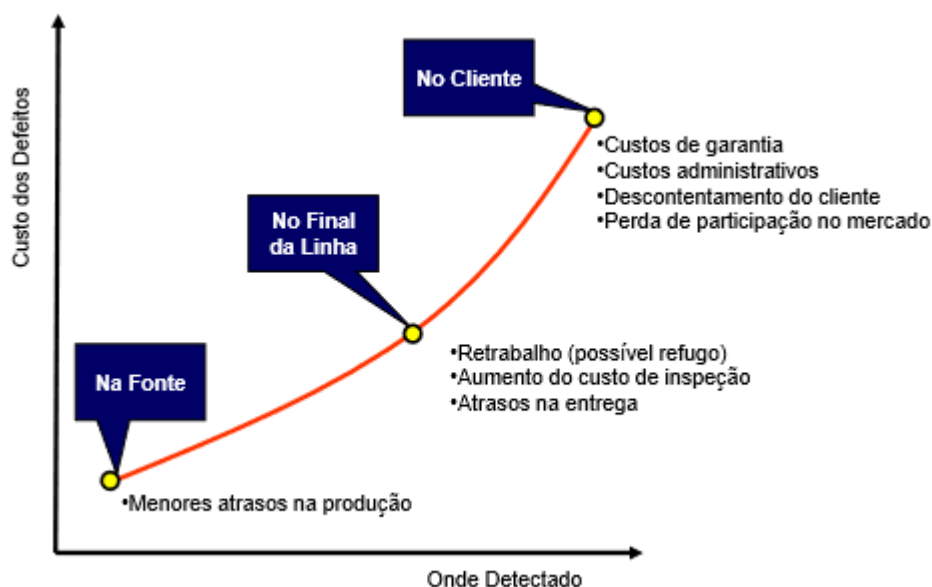 Custo dos Defeitos
No Cliente
•Custos de garantia
•Custos administrativos
•Descontentamento do cliente
•Perda de participação no mercado
No Final
da Linha
•Retrabalho (possível refugo)
•Aumento do custo de inspeção
•Atrasos na entrega
Na Fonte
•Menores atrasos na produção
Onde Detectado